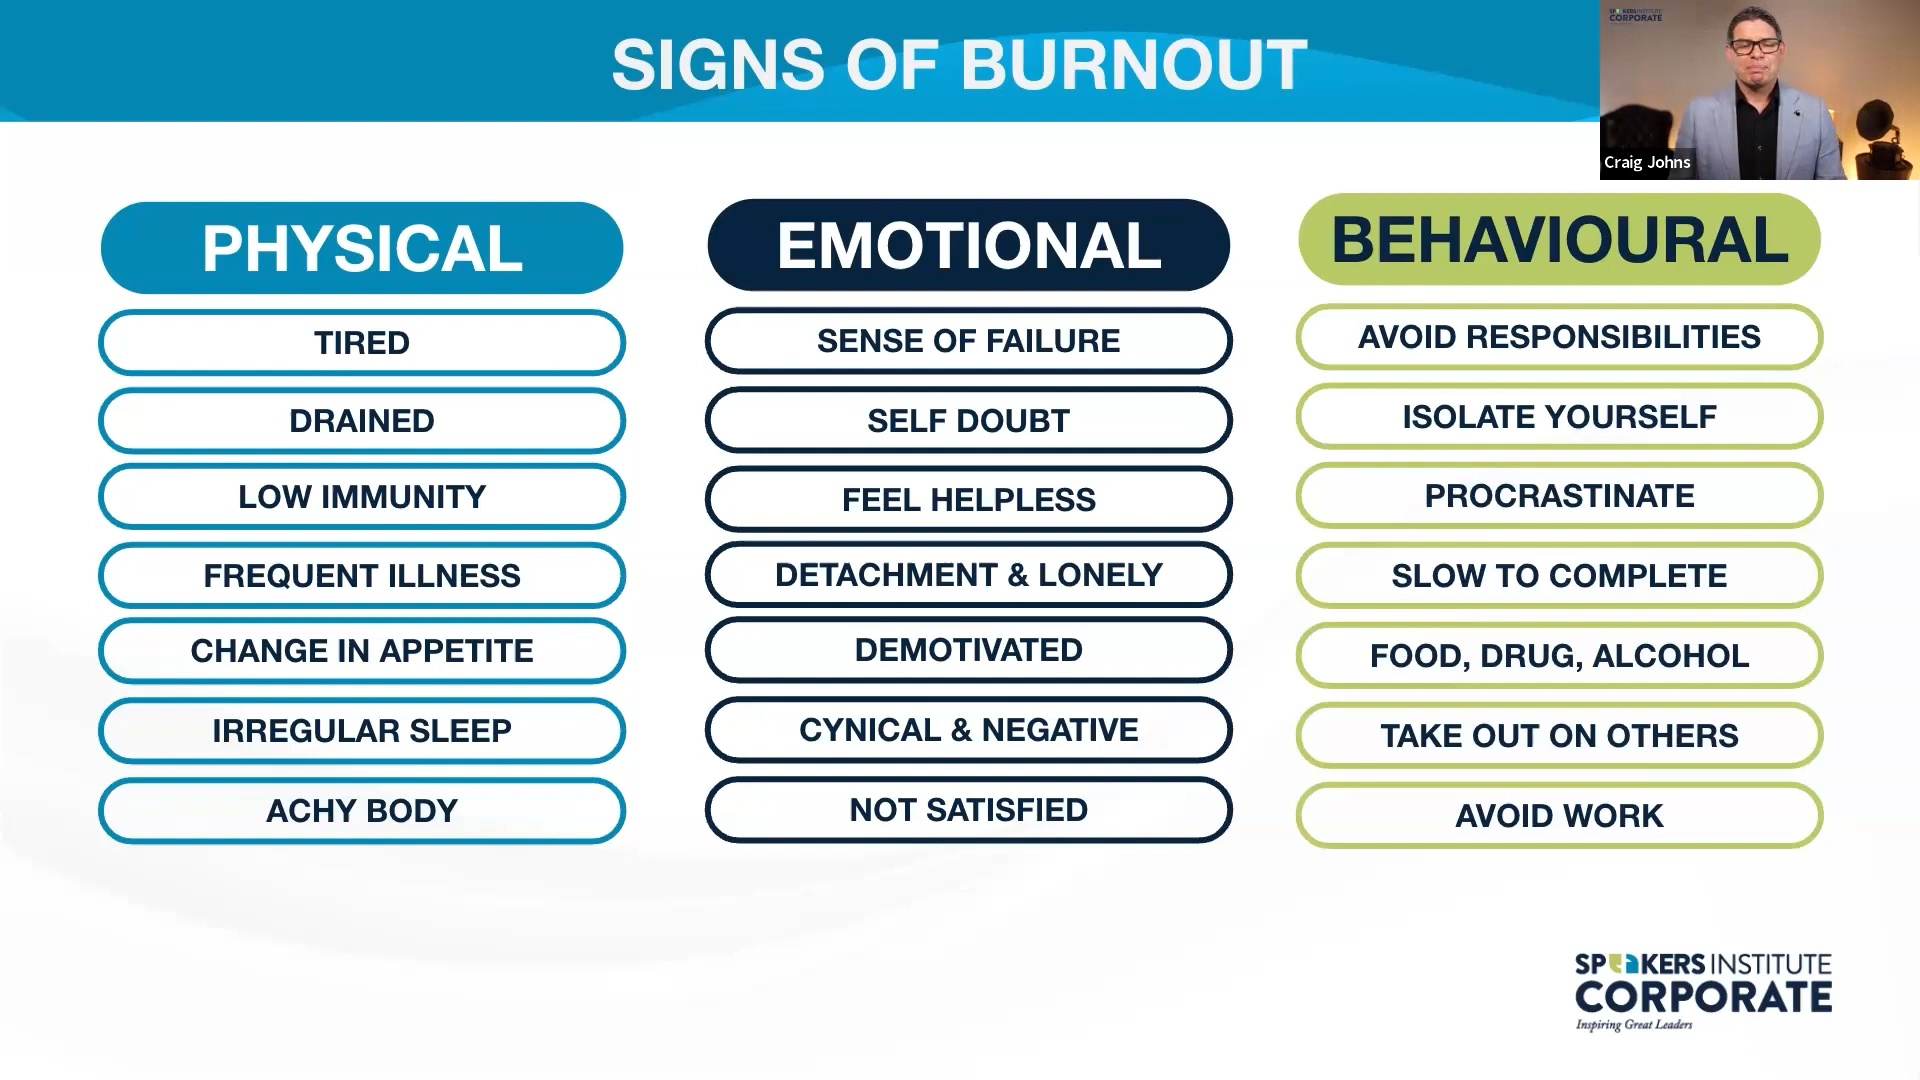 SIGNS OF BURNOUT
SPEAKERS INSTITUTE
CORPORATE
Craig Johns
PHYSICAL
TIRED
DRAINED
LOW IMMUNITY
FREQUENT ILLNESS
CHANGE IN APPETITE
IRREGULAR SLEEP
ACHY BODY
EMOTIONAL
SENSE OF FAILURE
SELF DOUBT
FEEL HELPLESS
DETACHMENT & LONELY
DEMOTIVATED
CYNICAL & NEGATIVE
NOT SATISFIED
BEHAVIOURAL
AVOID RESPONSIBILITIES
ISOLATE YOURSELF
PROCRASTINATE
SLOW TO COMPLETE
FOOD, DRUG, ALCOHOL
TAKE OUT ON OTHERS
AVOID WORK
SPEAKERS INSTITUTE
CORPORATE
Inspiring Great Leaders